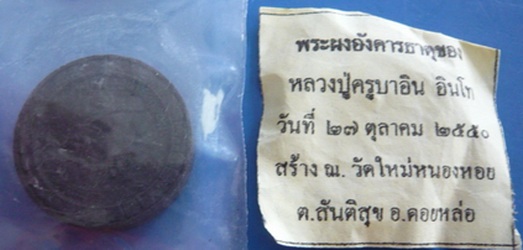 พระผงอังคารธาตุของ
หลวงปู่ครูบาอิน อินโท
วันที่ ๒๗ ตุลาคม ๒๕๕๐
สร้าง ณ. วัดใหม่หนองหอย
ต.สันติสุข อ.ดอยหล่อ